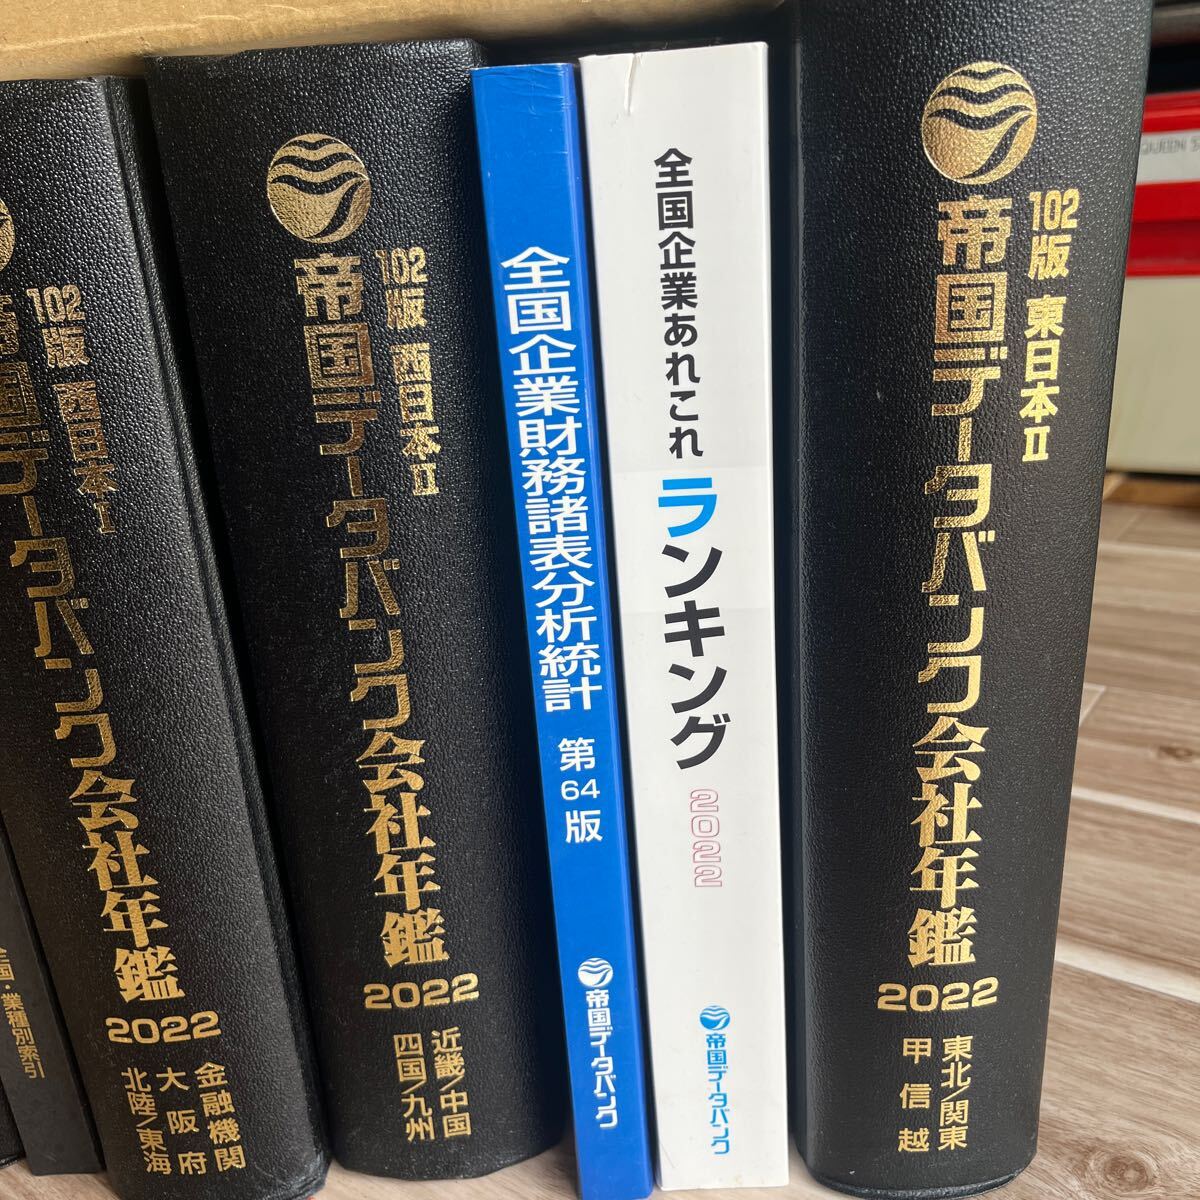 全国・業種別索引
102版 西日本I
帝国データバンク会社年鑑
2022
金融機関
大阪府
北陸/東海
102版 西日本II
帝国データバンク会社年鑑
2022
近畿/中国
四国/九州
全国企業財務諸表分析統計 第64版
帝国データバンク
全国企業あれこれ
ランキング
2022
帝国データバンク
102版 東日本II
帝国データバンク会社年鑑
2022
東北/関東
甲信越
QUEEN